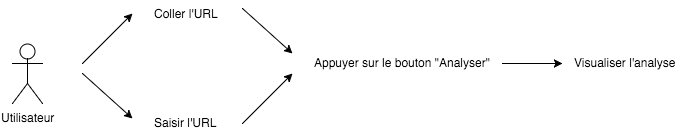 Coller l'URL
Utilisateur
Saisir l'URL
Appuyer sur le bouton "Analyser"
Visualiser l'analyse